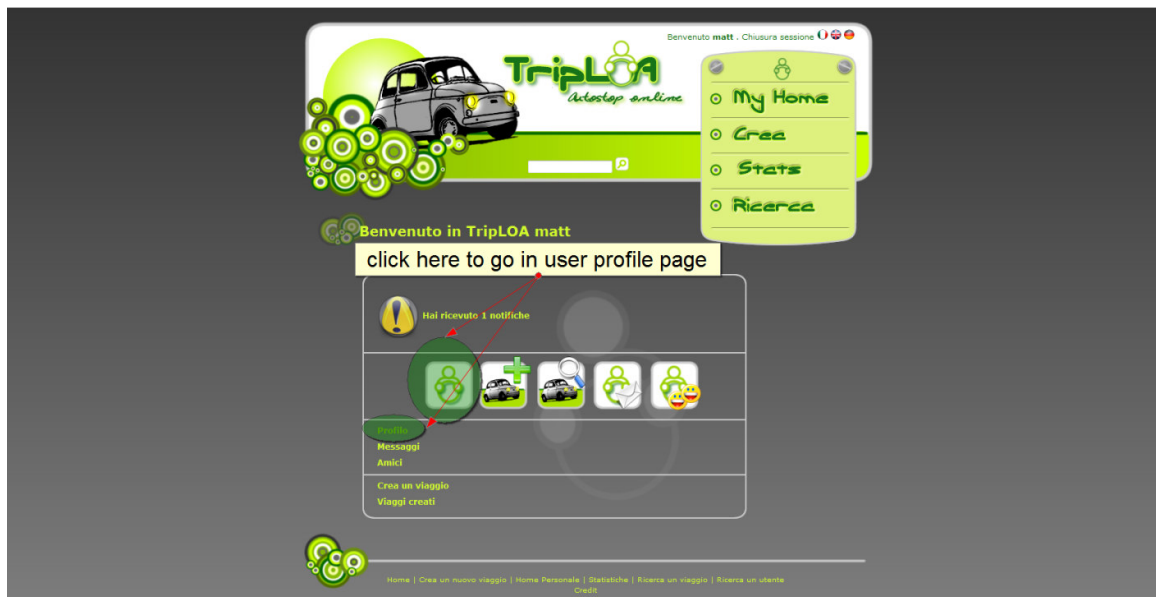 Benvenuto matt . Chiusura sessione
TripLOA
Autostop online
My Home
Crea
Stats
Ricerca
Benvenuto in TripLOA matt
click here to go in user profile page
Hai ricevuto 1 notifiche
Profilo
Messaggi
Amici
Crea un viaggio
Viaggi creati
Home | Crea un nuovo viaggio | Home Personale | Statistiche | Ricerca un viaggio | Ricerca un utente
Credit